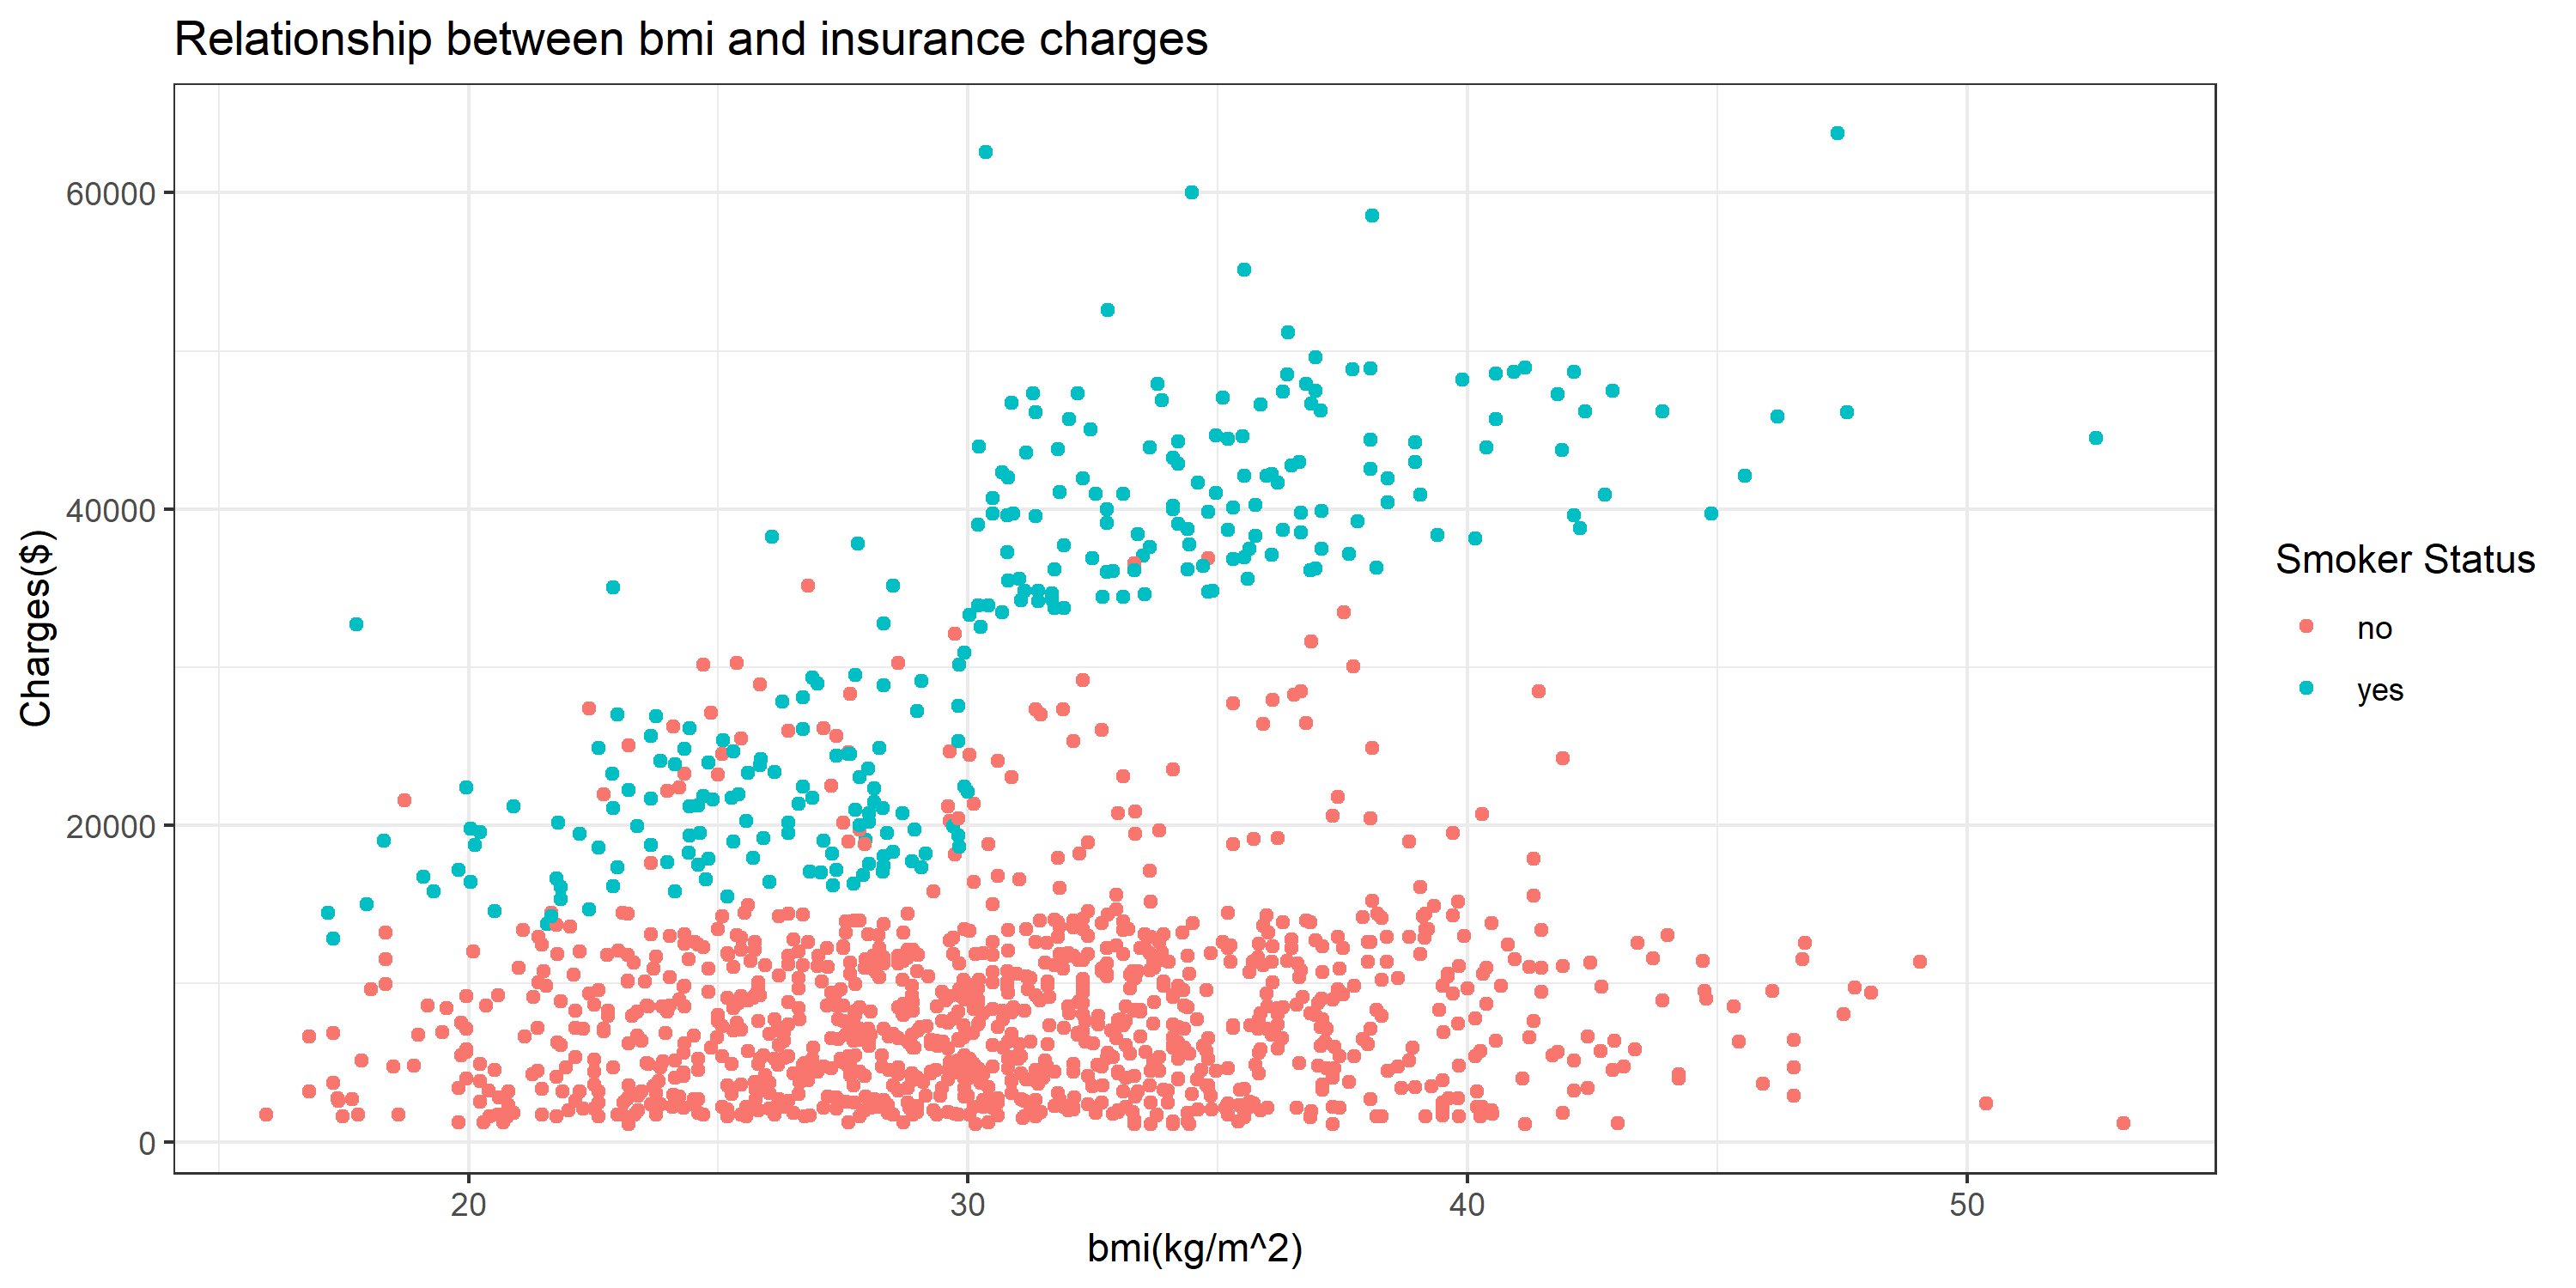 Relationship between bmi and insurance charges
Charges($)
60000
40000
20000
0
20
30
40
50
bmi(kg/m^2)
Smoker Status
no
yes